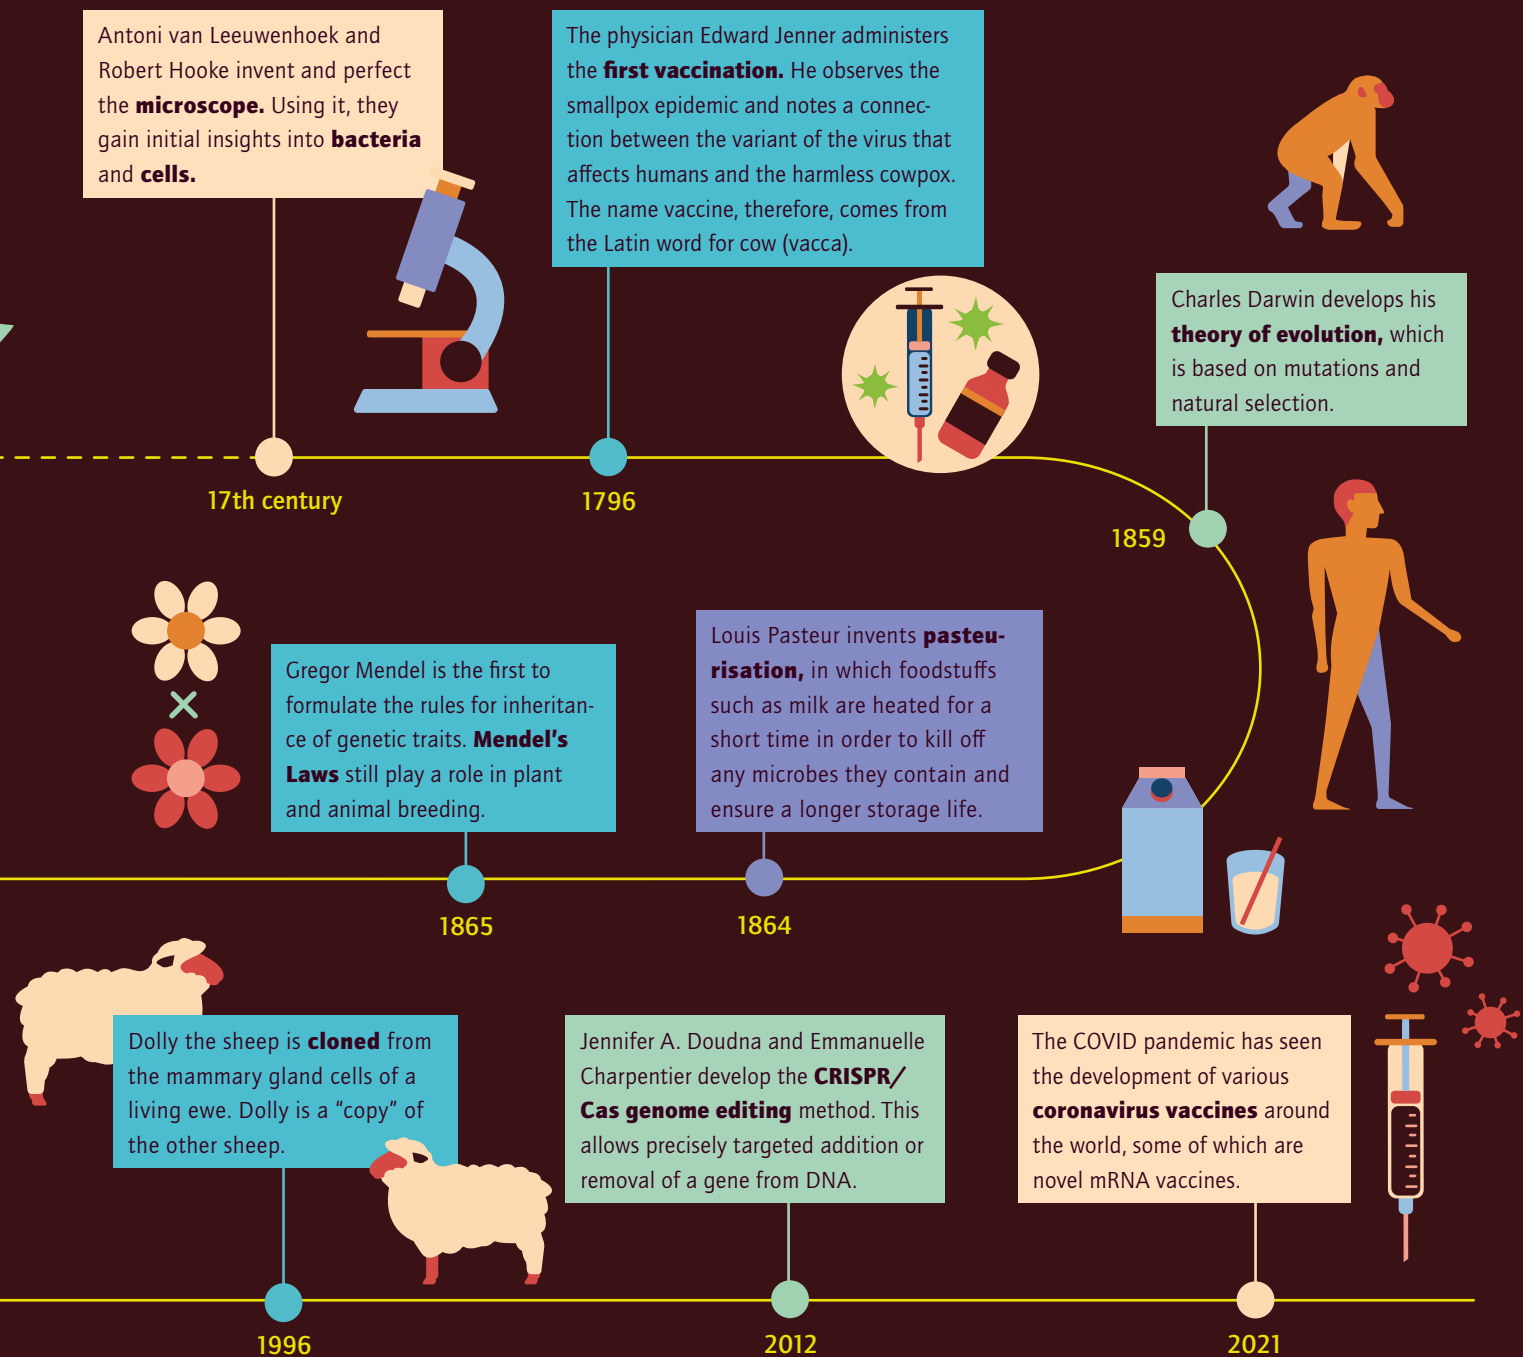 Antoni van Leeuwenhoek and
Robert Hooke invent and perfect
the microscope. Using it, they
gain initial insights into bacteria
and cells.
17th century
The physician Edward Jenner administers
the first vaccination. He observes the
smallpox epidemic and notes a connec-
tion between the variant of the virus that
affects humans and the harmless cowpox.
The name vaccine, therefore, comes from
the Latin word for cow (vacca).
1796
Charles Darwin develops his
theory of evolution, which
is based on mutations and
natural selection.
1859
Louis Pasteur invents pasteu-
risation, in which foodstuffs
such as milk are heated for a
short time in order to kill off
any microbes they contain and
ensure a longer storage life.
1864
Gregor Mendel is the first to
formulate the rules for inheritan-
ce of genetic traits. Mendel's
Laws still play a role in plant
and animal breeding.
1865
Dolly the sheep is cloned from
the mammary gland cells of a
living ewe. Dolly is a “copy” of
the other sheep.
1996
Jennifer A. Doudna and Emmanuelle
Charpentier develop the CRISPR/
Cas genome editing method. This
allows precisely targeted addition or
removal of a gene from DNA.
2012
The COVID pandemic has seen
the development of various
coronavirus vaccines around
the world, some of which are
novel mRNA vaccines.
2021